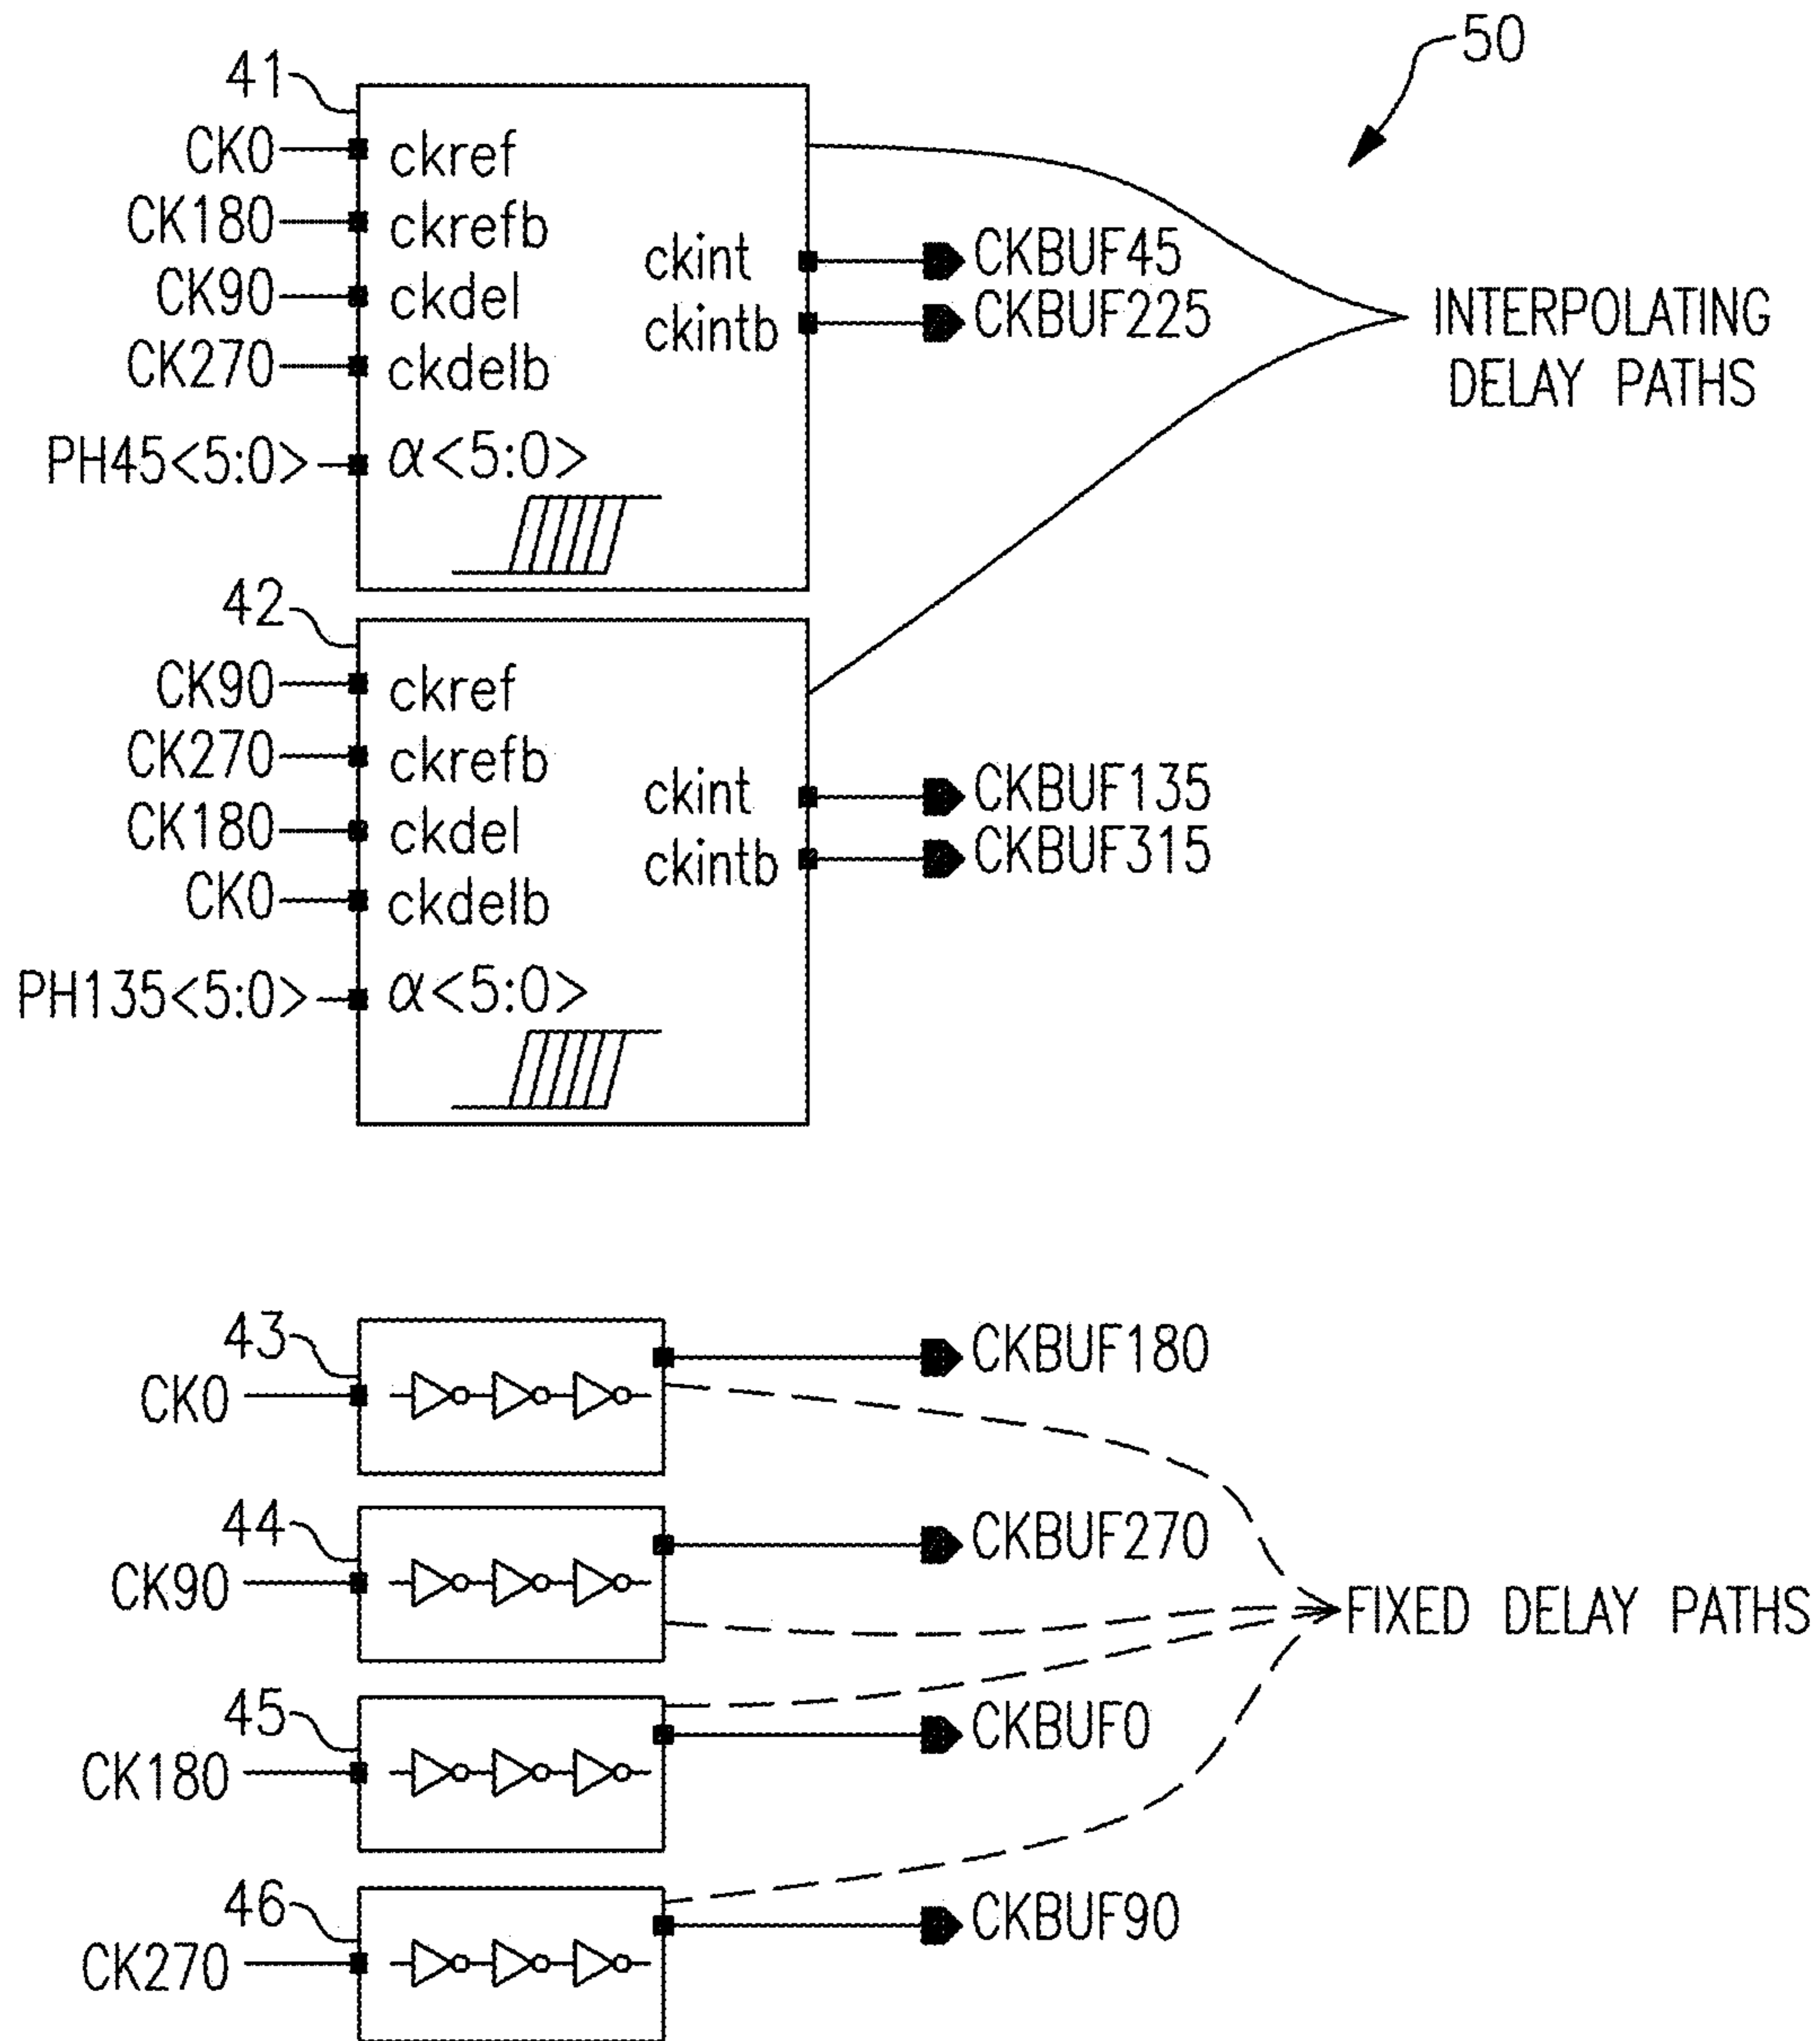 50
41
CK0
ckref
CK180
ckrefb
CK90
ckdel
CK270
ckdelb
PH45<5:0>
α<5:0>
ckint
CKBUF45
ckintb
CKBUF225
INTERPOLATING
DELAY PATHS
42
CK90
ckref
CK270
ckrefb
CK180
ckdel
CK0
ckdelb
PH135<5:0>
α<5:0>
ckint
CKBUF135
ckintb
CKBUF315
43
CK0
CKBUF180
44
CK90
CKBUF270
FIXED DELAY PATHS
45
CK180
CKBUF0
46
CK270
CKBUF90